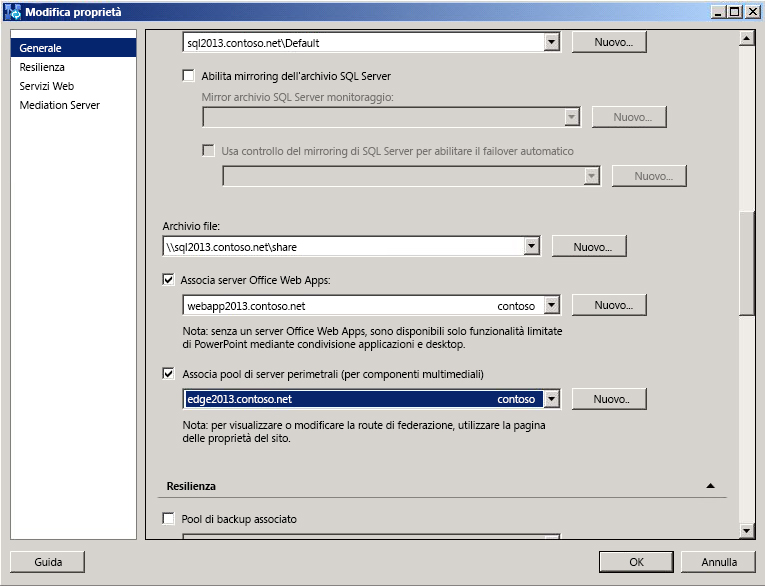 Modifica proprietà
Generale
Resilienza
Servizi Web
Mediation Server
sql2013.contoso.net\Default
Nuovo...
Abilita mirroring dell'archivio SQL Server
Mirror archivio SQL Server monitoraggio:
Nuovo...
Usa controllo del mirroring di SQL Server per abilitare il failover automatico
Nuovo...
Archivio file:
\\sql2013.contoso.net\share
Nuovo...
Associa server Office Web Apps:
webapp2013.contoso.net contoso
Nuovo...
Nota: senza un server Office Web Apps, sono disponibili solo funzionalità limitate
di PowerPoint mediante condivisione applicazioni e desktop.
Associa pool di server perimetrali (per componenti multimediali)
edge2013.contoso.net contoso
Nuovo..
Nota: per visualizzare o modificare la route di federazione, utilizzare la pagina
delle proprietà del sito.
Resilienza
Pool di backup associato
Guida
OK
Annulla